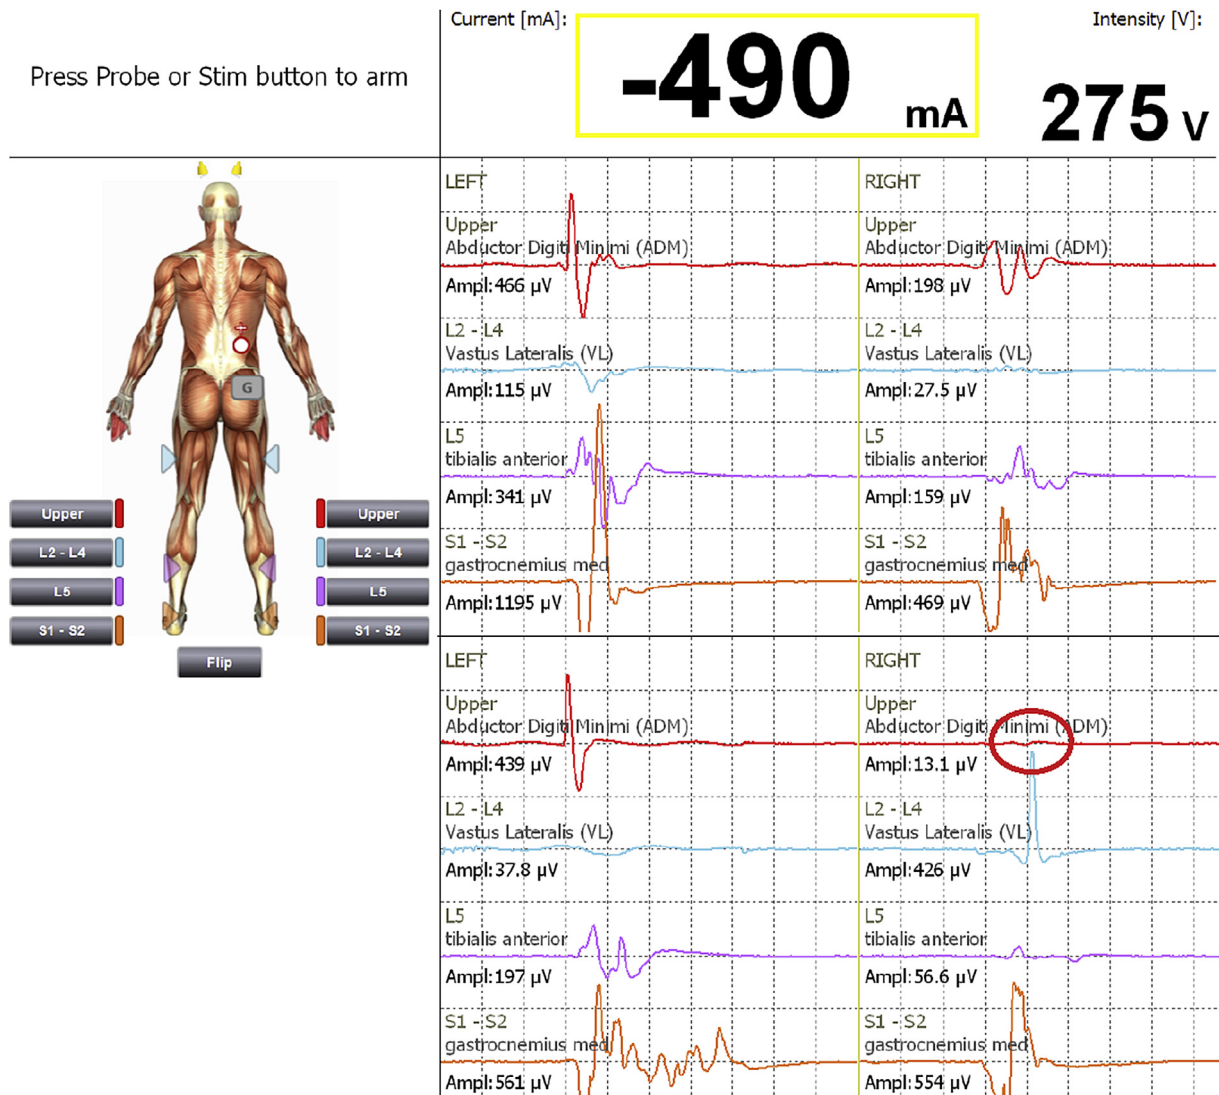 Press Probe or Stim button to arm
Current [mA]:
-490 mA
Intensity [V]:
275 V
G
Upper
Upper
L2 - L4
L2 - L4
L5
L5
S1 - S2
S1 - S2
Flip
LEFT
Upper
Abductor Digiti Minimi (ADM)
Ampl:466 µV
L2 - L4
Vastus Lateralis (VL)
Ampl:115 µV
L5
tibialis anterior
Ampl:341 µV
S1 - S2
gastrocnemius med
Ampl:1195 µV
RIGHT
Upper
Abductor Digiti Minimi (ADM)
Ampl:198 µV
L2 - L4
Vastus Lateralis (VL)
Ampl:27.5 µV
L5
tibialis anterior
Ampl:159 µV
S1 - S2
gastrocnemius med
Ampl:469 µV
LEFT
Upper
Abductor Digiti Minimi (ADM)
Ampl:439 µV
L2 - L4
Vastus Lateralis (VL)
Ampl:37.8 µV
L5
tibialis anterior
Ampl:197 µV
S1 - S2
gastrocnemius med
Ampl:561 µV
RIGHT
Upper
Abductor Digiti Minimi (ADM)
Ampl:13.1 µV
L2 - L4
Vastus Lateralis (VL)
Ampl:426 µV
L5
tibialis anterior
Ampl:56.6 µV
S1 - S2
gastrocnemius med
Ampl:554 µV